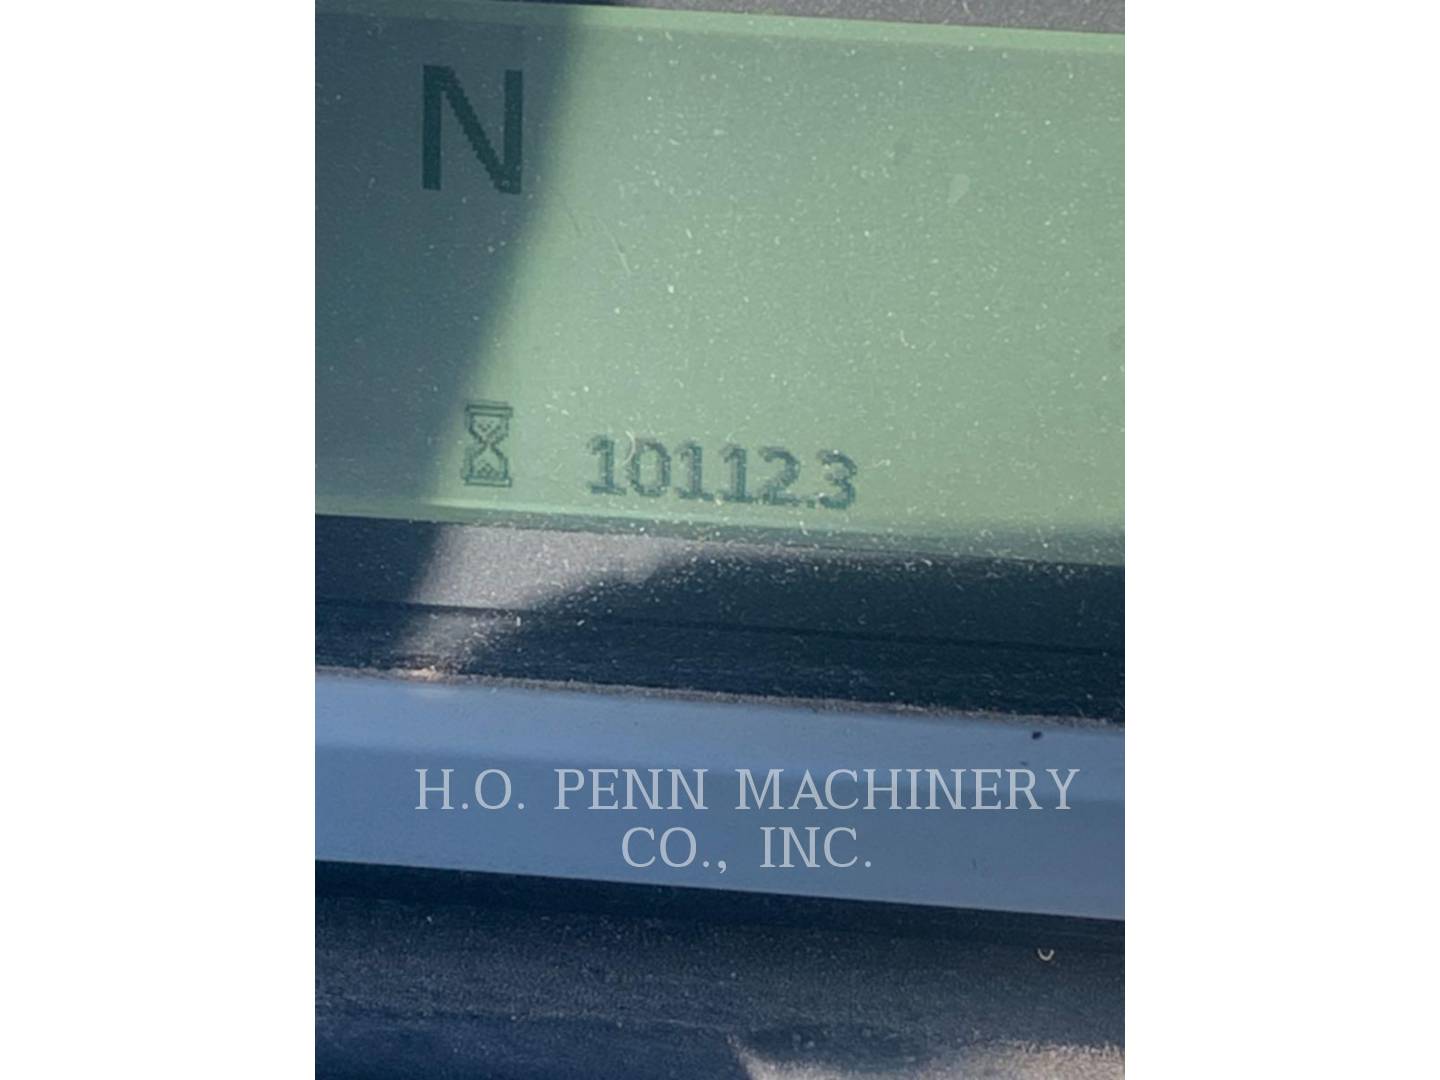 N
10112.3
H.O. PENN MACHINERY
CO., INC.